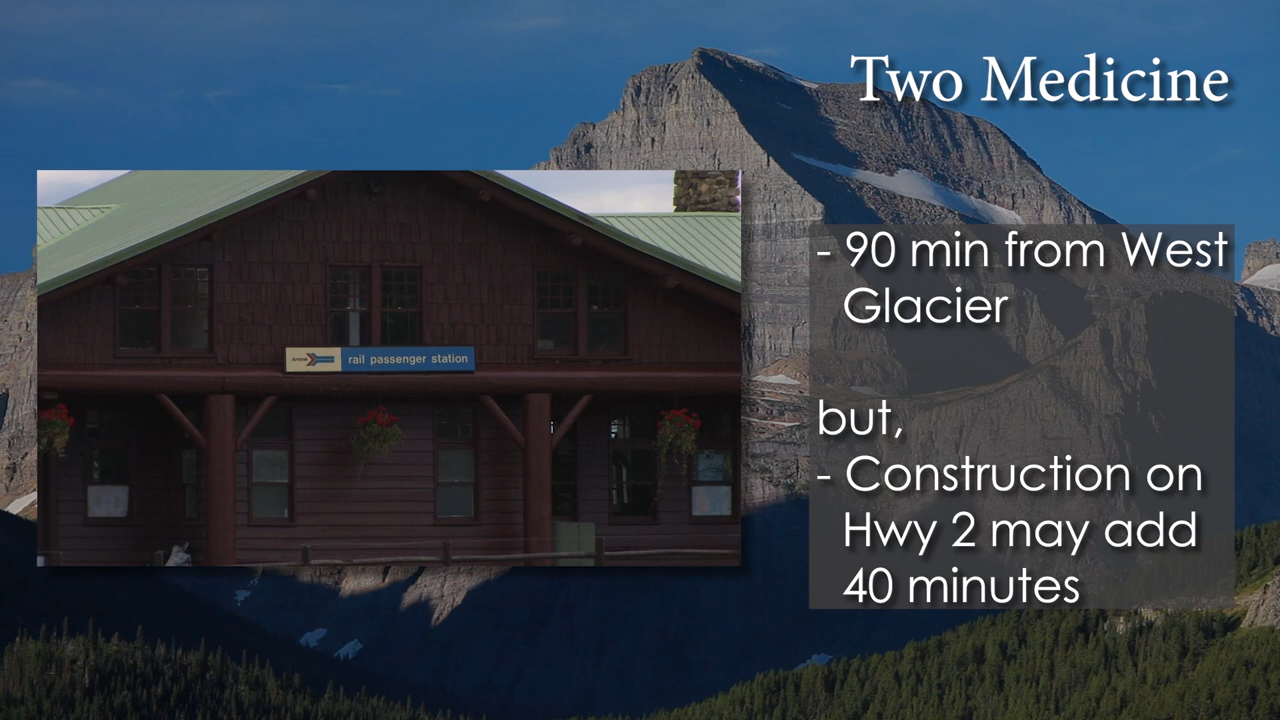 Two Medicine
- 90 min from West
Glacier
but,
- Construction on
Hwy 2 may add
40 minutes
Amtrak rail passenger station